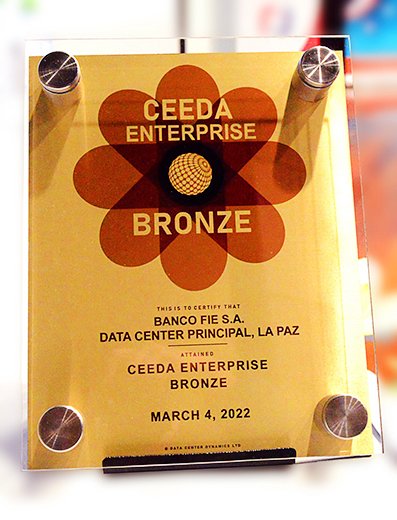 CEEDA
ENTERPRISE
BRONZE
THIS IS TO CERTIFY THAT
BANCO FIE S.A.
DATA CENTER PRINCIPAL, LA PAZ
ATTAINED
CEEDA ENTERPRISE
BRONZE
MARCH 4, 2022
© DATA CENTER DYNAMICS LTD